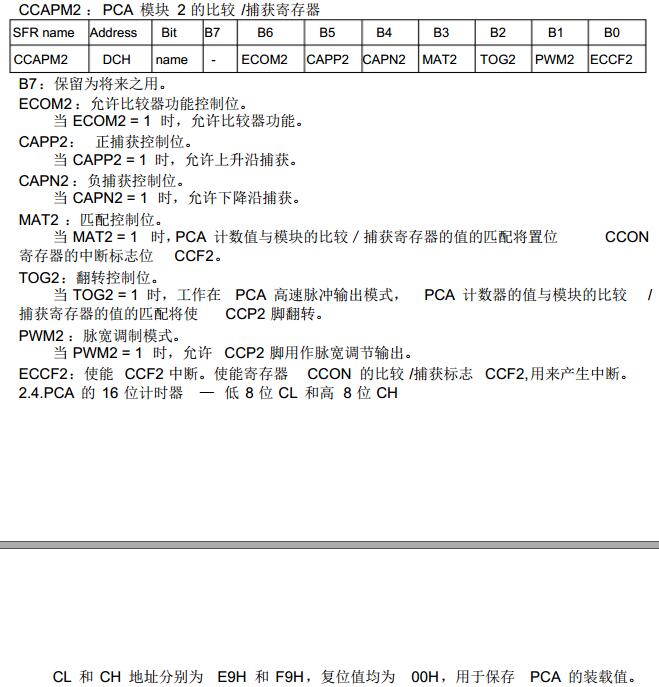 CCAPM2：PCA 模块 2 的比较 /捕获寄存器
SFR name Address Bit B7 B6 B5 B4 B3 B2 B1 B0
CCAPM2 DCH name - ECOM2 CAPP2 CAPN2 MAT2 TOG2 PWM2 ECCF2
B7：保留为将来之用。
ECOM2：允许比较器功能控制位。
当 ECOM2 = 1 时，允许比较器功能。
CAPP2： 正捕获控制位。
当 CAPP2 = 1 时，允许上升沿捕获。
CAPN2：负捕获控制位。
当 CAPN2 = 1 时，允许下降沿捕获。
MAT2 ：匹配控制位。
当 MAT2 = 1 时，PCA 计数值与模块的比较 / 捕获寄存器的值的匹配将置位 CCON
寄存器的中断标志位 CCF2。
TOG2：翻转控制位。
当 TOG2 = 1 时，工作在 PCA 高速脉冲输出模式， PCA 计数器的值与模块的比较 /
捕获寄存器的值的匹配将使 CCP2 脚翻转。
PWM2 ：脉宽调制模式。
当 PWM2 = 1 时，允许 CCP2 脚用作脉宽调节输出。
ECCF2：使能 CCF2 中断。使能寄存器 CCON 的比较 /捕获标志 CCF2,用来产生中断。
2.4.PCA 的 16 位计时器 — 低 8 位 CL 和高 8 位 CH
CL 和 CH 地址分别为 E9H 和 F9H，复位值均为 00H，用于保存 PCA 的装载值。